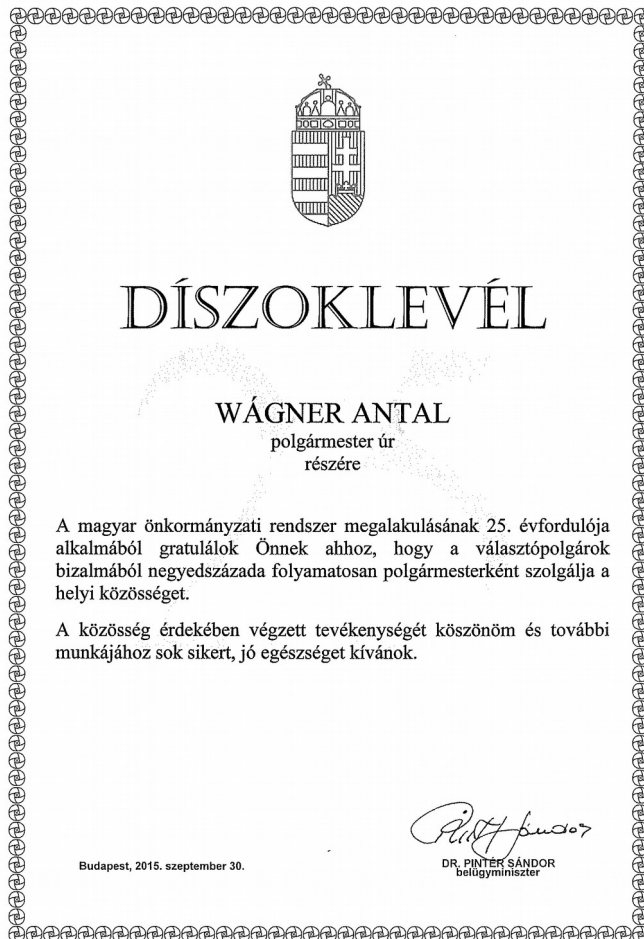 DÍSZOKLEVÉL
WÁGNER ANTAL
polgármester úr
részére
A magyar önkormányzati rendszer megalakulásának 25. évfordulója
alkalmából gratulálok Önnek ahhoz, hogy a választópolgárok
bizalmából negyedszázada folyamatosan polgármesterként szolgálja a
helyi közösséget.
A közösség érdekében végzett tevékenységét köszönöm és további
munkájához sok sikert, jó egészséget kívánok.
Pintér Sándor
Budapest, 2015. szeptember 30.
DR. PINTÉR SÁNDOR
belügyminiszter